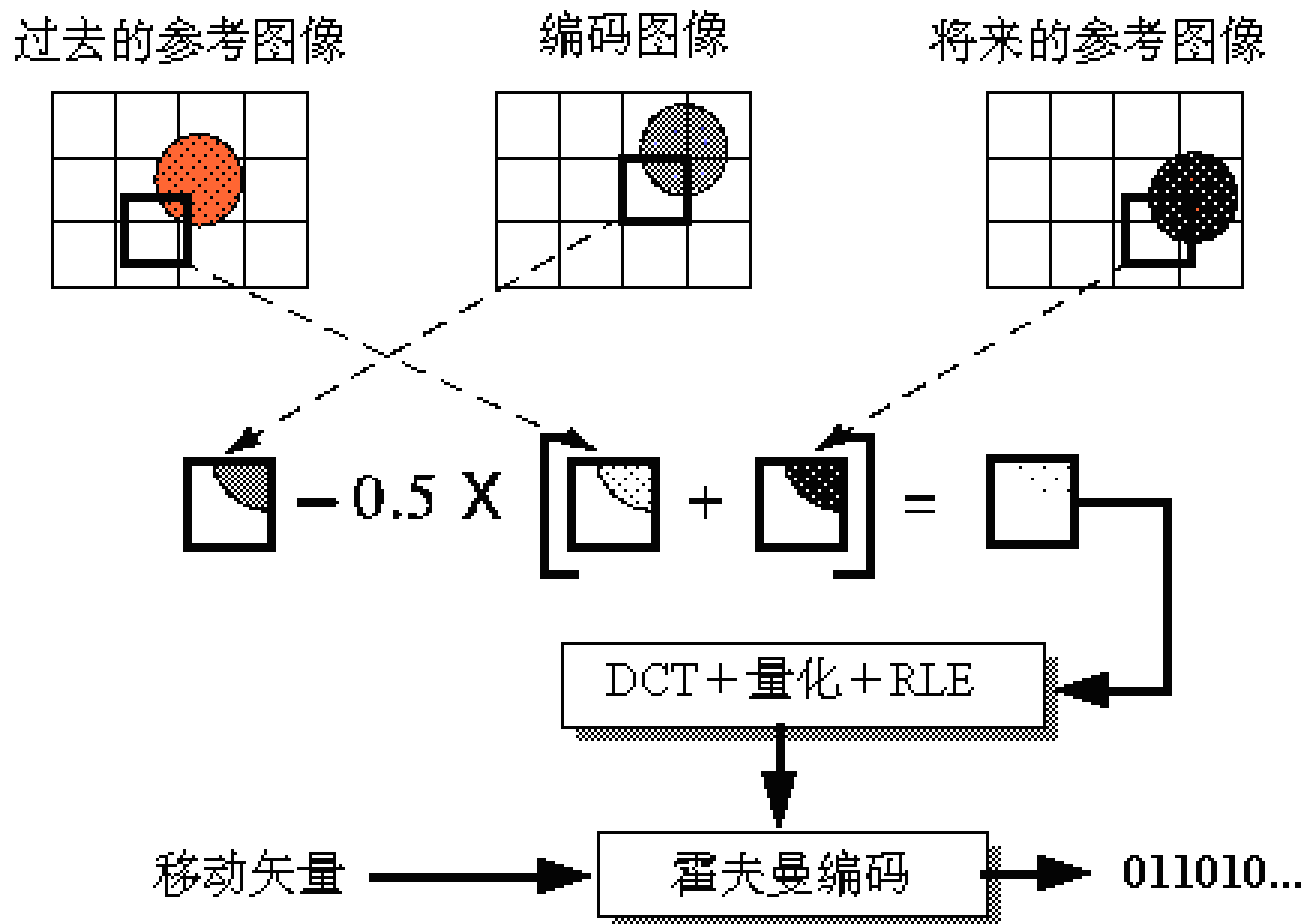 过去的参考图像
编码图像
将来的参考图像
－0.5 X [ + ] =
DCT＋量化＋RLE
移动矢量
霍夫曼编码
011010...